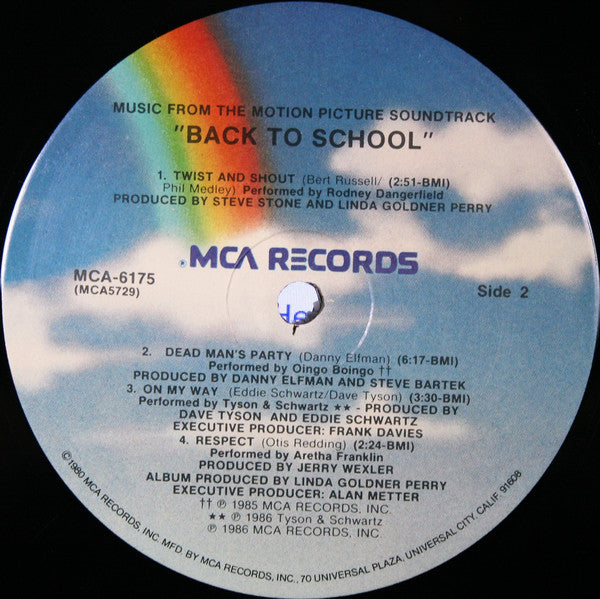 MUSIC FROM THE MOTION PICTURE SOUNDTRACK
"BACK TO SCHOOL"
1. TWIST AND SHOUT (Bert Russell/ (2:51-BMI)
Phil Medley) Performed by Rodney Dangerfield
PRODUCED BY STEVE STONE AND LINDA GOLDNER PERRY
®MCA RECORDS
MCA-6175
(MCA5729)
Side 2
2. DEAD MAN'S PARTY (Danny Elfman) (6:17-BMI)
Performed by Oingo Boingo ††
PRODUCED BY DANNY ELFMAN AND STEVE BARTEK
3. ON MY WAY (Eddie Schwartz/Dave Tyson) (3:30-BMI)
Performed by Tyson & Schwartz ★★ - PRODUCED BY
DAVE TYSON AND EDDIE SCHWARTZ
EXECUTIVE PRODUCER: FRANK DAVIES
4. RESPECT (Otis Redding) (2:24-BMI)
Performed by Aretha Franklin
PRODUCED BY JERRY WEXLER
ALBUM PRODUCED BY LINDA GOLDNER PERRY
EXECUTIVE PRODUCER: ALAN METTER
†† ℗ 1985 MCA RECORDS, INC.
★★ ℗ 1986 Tyson & Schwartz
℗ 1986 MCA RECORDS, INC.
©1980 MCA RECORDS, INC. MFD. BY MCA RECORDS, INC., 70 UNIVERSAL PLAZA, UNIVERSAL CITY, CALIF. 91608